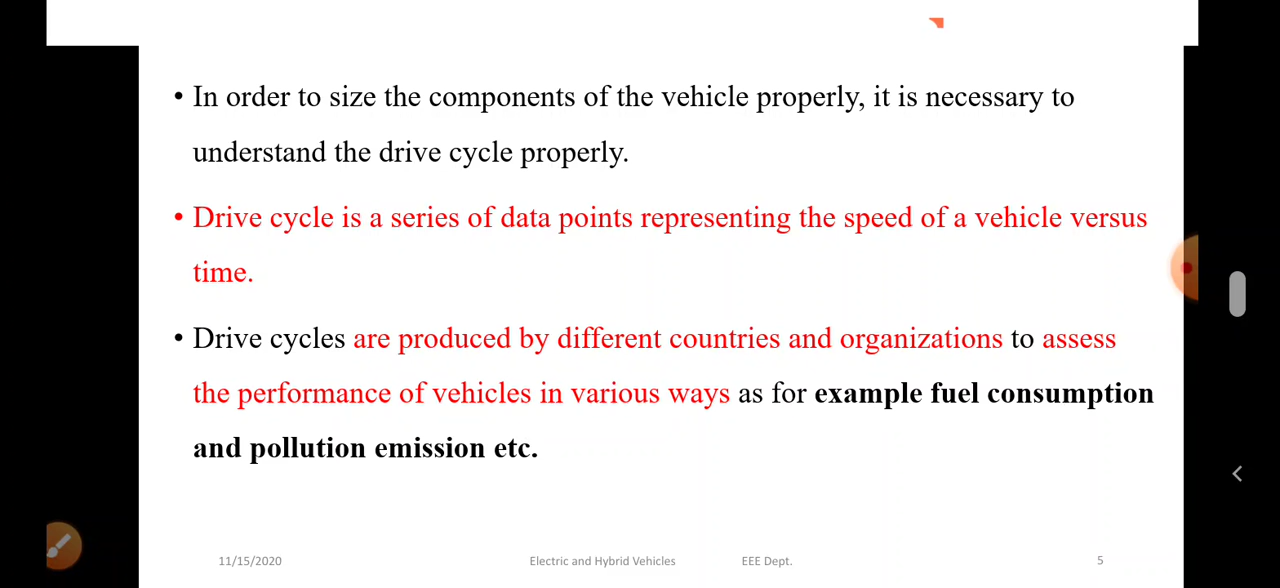 • In order to size the components of the vehicle properly, it is necessary to
understand the drive cycle properly.
• Drive cycle is a series of data points representing the speed of a vehicle versus
time.
• Drive cycles are produced by different countries and organizations to assess
the performance of vehicles in various ways as for example fuel consumption
and pollution emission etc.
11/15/2020 Electric and Hybrid Vehicles EEE Dept. 5